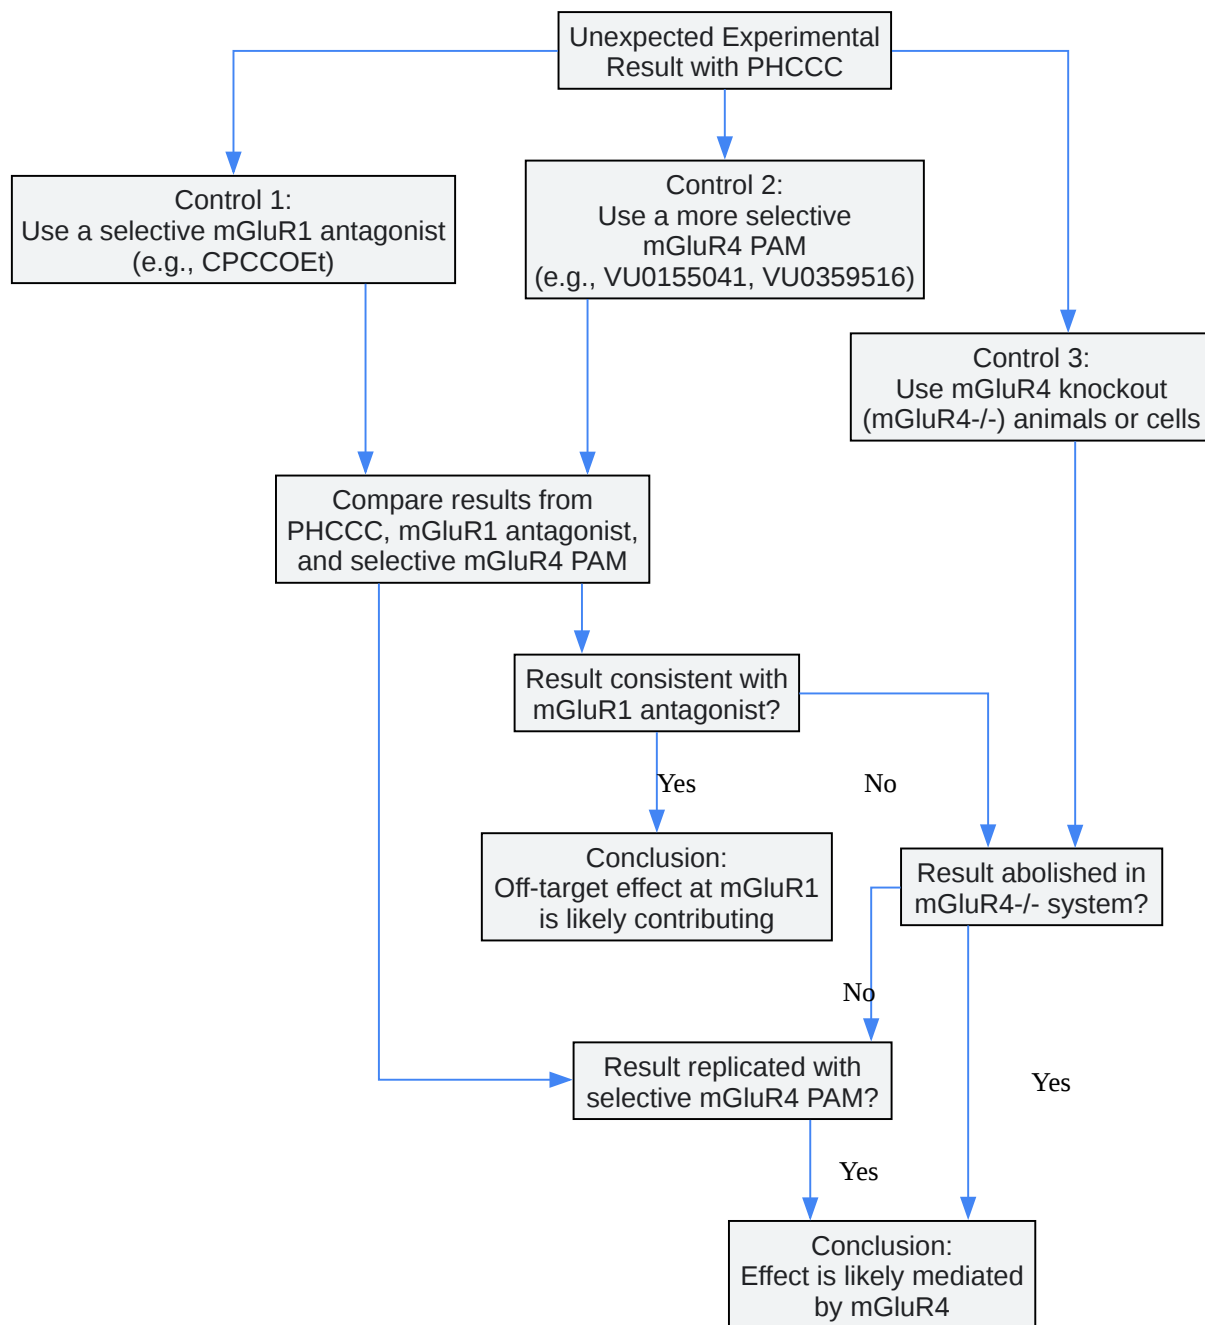 Unexpected Experimental
Result with PHCCC
Control 1:
Use a selective mGluR1 antagonist
(e.g., CPCCOEt)
Control 2:
Use a more selective
mGluR4 PAM
(e.g., VU0155041, VU0359516)
Control 3:
Use mGluR4 knockout
(mGluR4-/-) animals or cells
Compare results from
PHCCC, mGluR1 antagonist,
and selective mGluR4 PAM
Result consistent with
mGluR1 antagonist?
Yes
No
Conclusion:
Off-target effect at mGluR1
is likely contributing
Result abolished in
mGluR4-/- system?
No
Yes
Result replicated with
selective mGluR4 PAM?
Yes
Conclusion:
Effect is likely mediated
by mGluR4